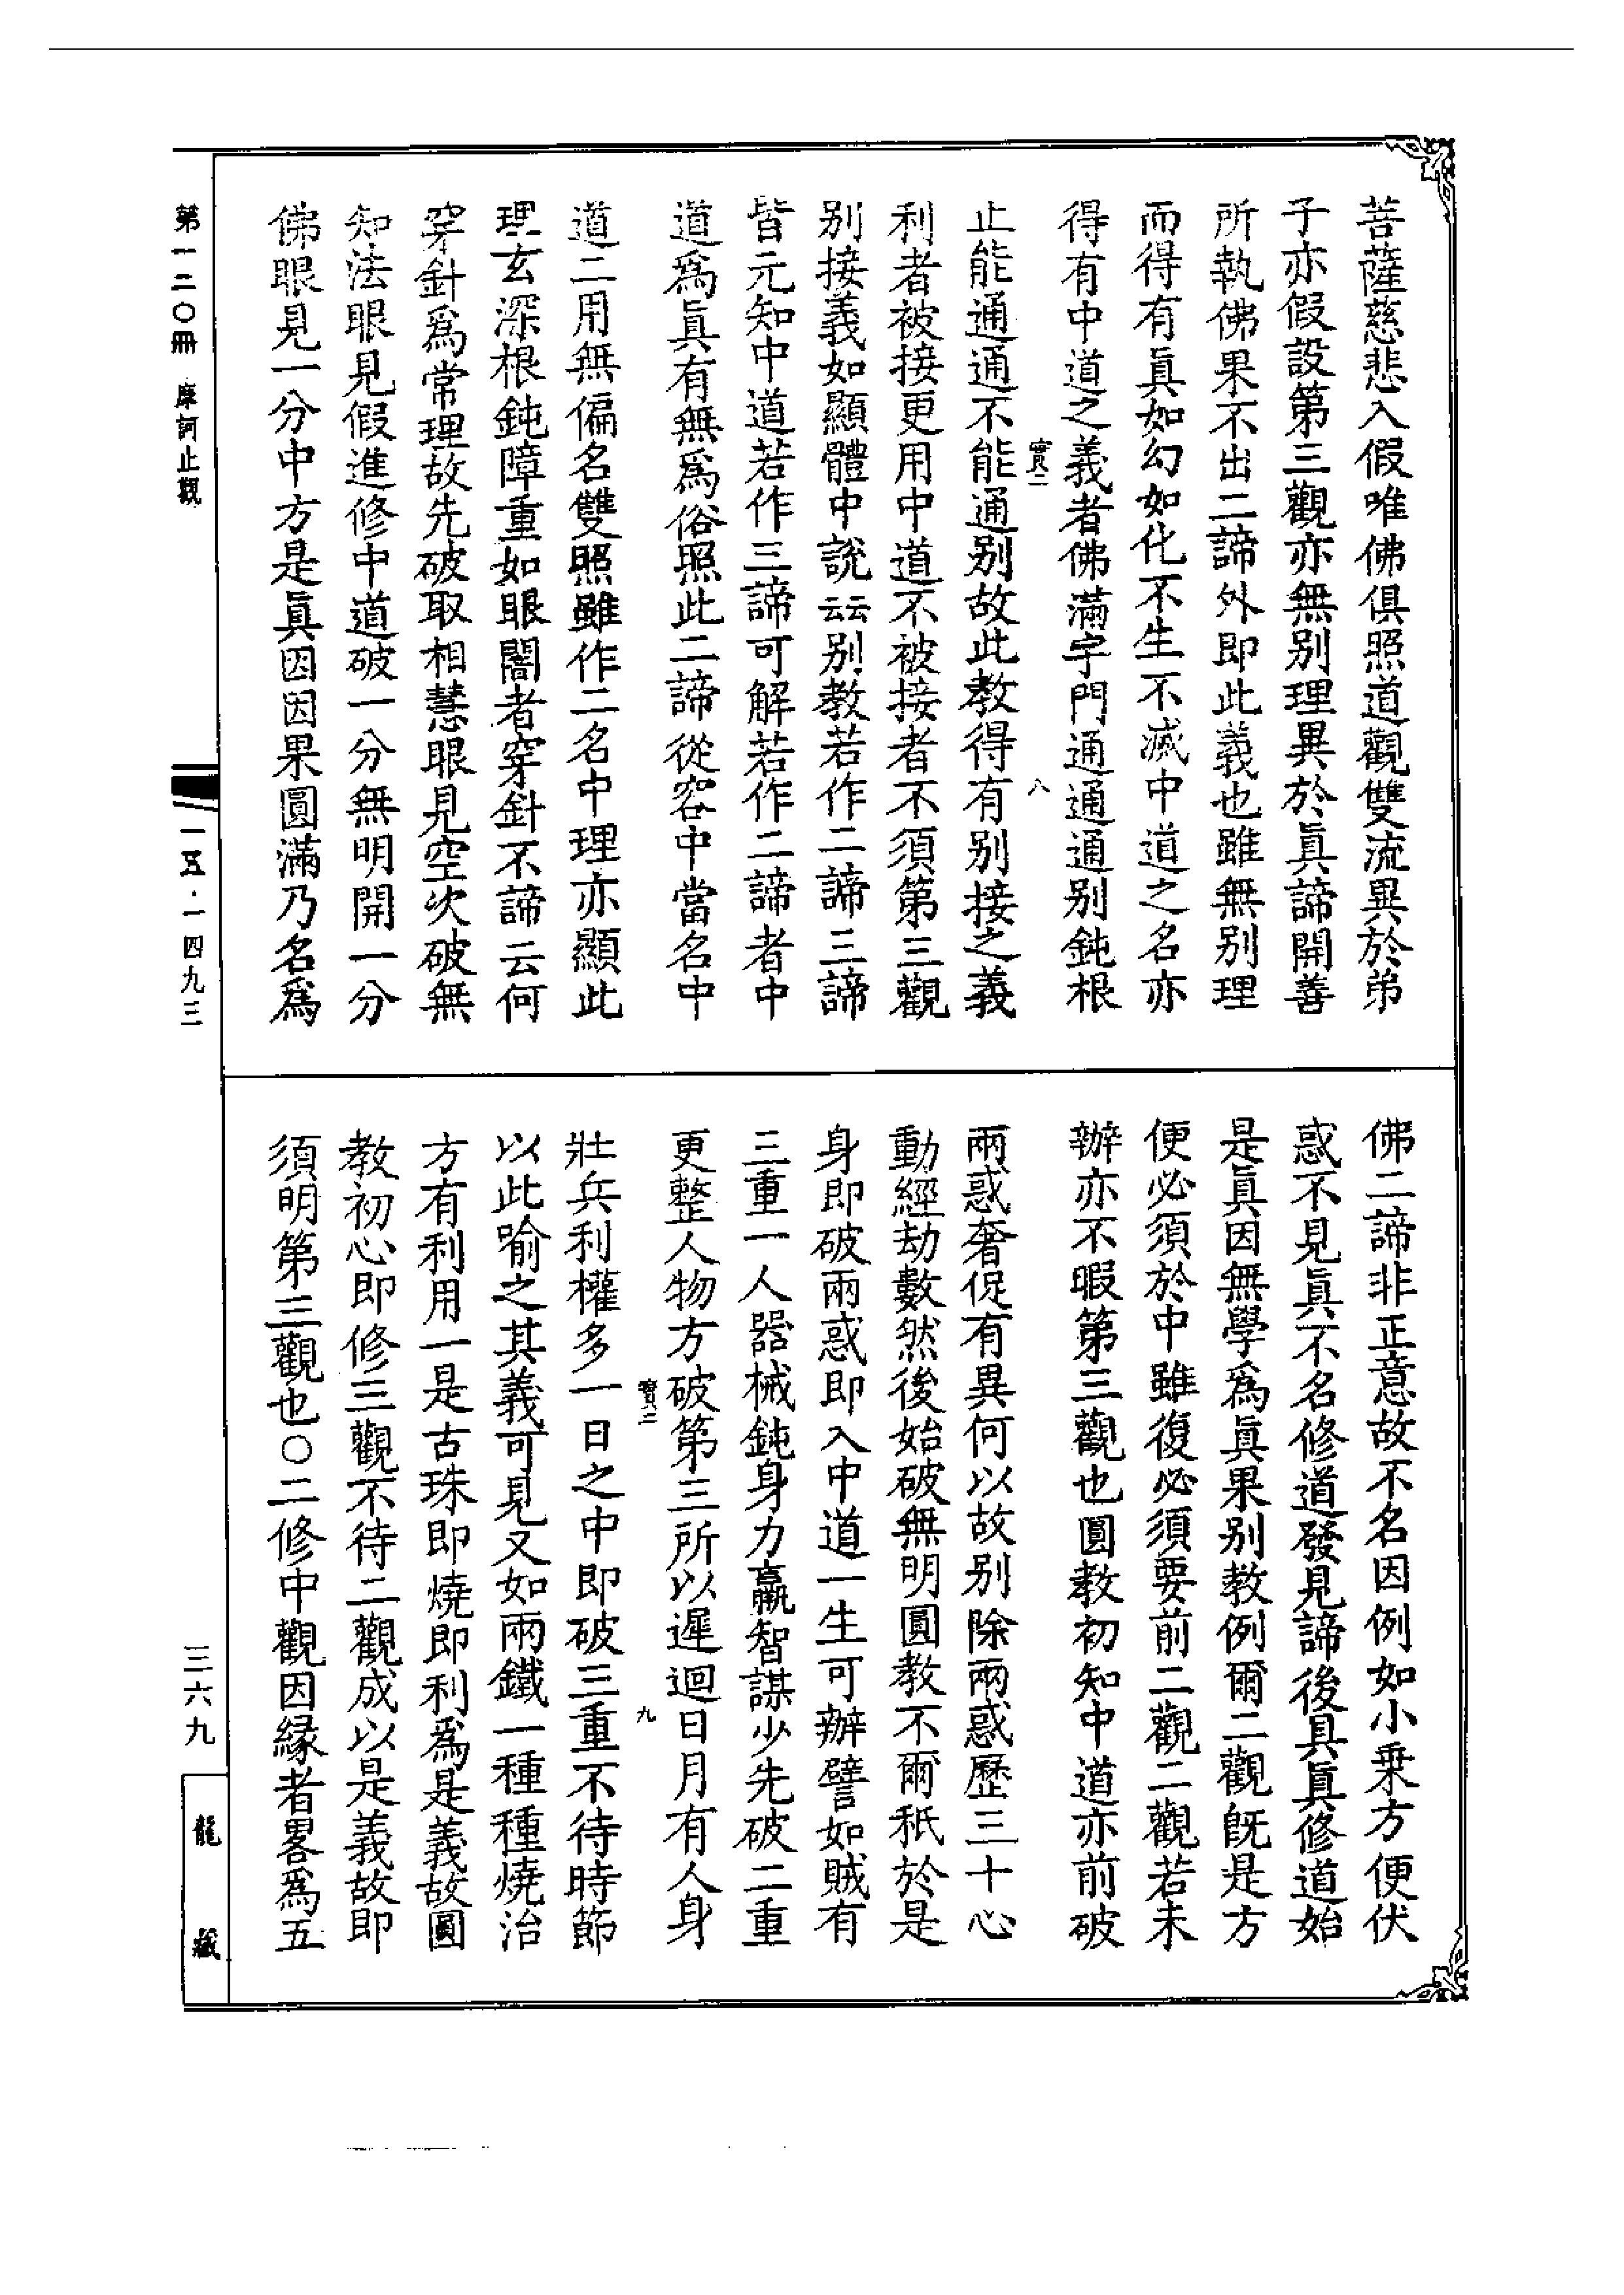 菩薩慈悲入假唯佛俱照道觀雙流異於弟
子亦假設第三觀亦無别理異於眞諦開善
所執佛果不出二諦外即此義也雖無别理
而得有眞如幻如化不生不滅中道之名亦
得有中道之義者佛滿字門通通通别鈍根
實二
八
止能通通不能通别故此教得有别接之義
利者被接更用中道不被接者不須第三觀
别接義如顯體中說云云别教若作二諦三諦
皆元知中道若作三諦可解若作二諦者中
道爲眞有無爲俗照此二諦從容中當名中
道二用無偏名雙照雖作二名中理亦顯此
理玄深根鈍障重如眼闇者穿針不諦云何
穿針爲常理故先破取相慧眼見空次破無
知法眼見假進修中道破一分無明開一分
佛眼見一分中方是眞因因果圓滿乃名爲
佛二諦非正意故不名因例如小乗方便伏
惑不見眞不名修道發見諦後具眞修道始
是眞因無學爲眞果别教例爾二觀旣是方
便必須於中雖復必須要前二觀二觀若未
辦亦不暇第三觀也圓教初知中道亦前破
兩惑奢促有異何以故别除兩惑歷三十心
動經劫數然後始破無明圓教不爾秖於是
身即破兩惑即入中道一生可辦譬如賊有
三重一人器械鈍身力羸智謀少先破二重
更整人物方破第三所以遲迴日月有人身
實二
九
壯兵利權多一日之中即破三重不待時節
以此喻之其義可見又如兩鐵一種種燒治
方有利用一是古珠即燒即利爲是義故圓
教初心即修三觀不待二觀成以是義故即
須明第三觀也○二修中觀因緣者畧爲五
第一二〇冊 摩訶止觀
一五·一四九三
三六九
龍藏